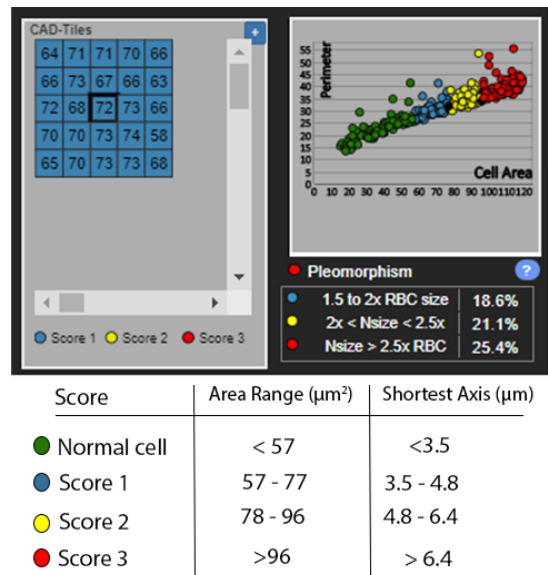 CAD-Tiles
+
64 71 71 70 66
66 73 67 66 63
72 68 72 73 66
70 70 73 74 58
65 70 73 73 68
Score 1 Score 2 Score 3
Perimeter
55
50
45
40
35
30
25
20
15
10
5
0
Cell Area
0 10 20 30 40 50 60 70 80 90 100110120
Pleomorphism ?
1.5 to 2x RBC size 18.6%
2x < Nsize < 2.5x 21.1%
Nsize > 2.5x RBC 25.4%
Score Area Range (µm²) Shortest Axis (µm)
Normal cell < 57 <3.5
Score 1 57 - 77 3.5 - 4.8
Score 2 78 - 96 4.8 - 6.4
Score 3 >96 > 6.4